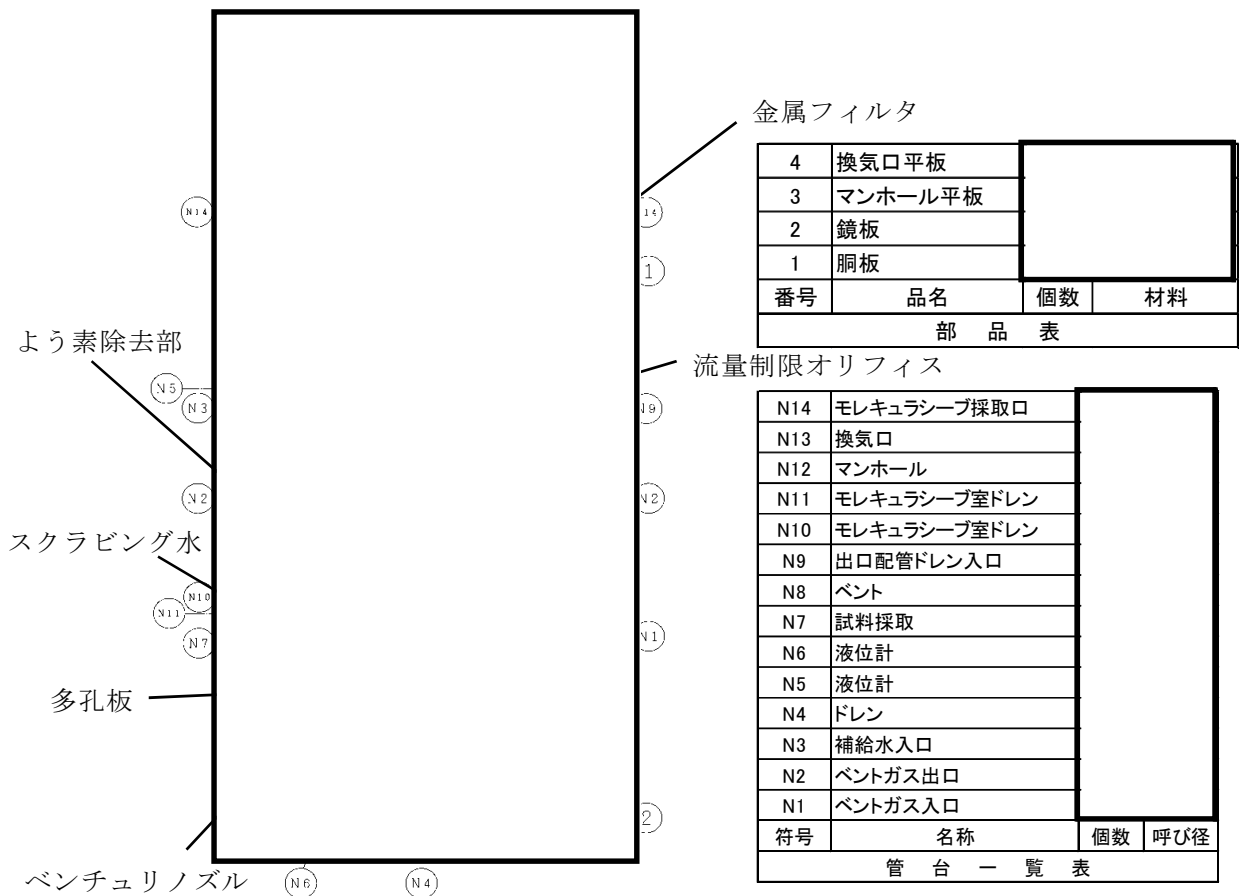 金属フィルタ
4 換気口平板
3 マンホール平板
2 鏡板
1 胴板
番号 品名 個数 材料
部品表
N14
14
1
よう素除去部
流量制限オリフィス
N5
N3
N9
N2
N2
スクラビング水
N10
N11
N7
N1
多孔板
2
ベンチュリノズル
N6
N4
N14 モレキュラシーブ採取口
N13 換気口
N12 マンホール
N11 モレキュラシーブ室ドレン
N10 モレキュラシーブ室ドレン
N9 出口配管ドレン入口
N8 ベント
N7 試料採取
N6 液位計
N5 液位計
N4 ドレン
N3 補給水入口
N2 ベントガス出口
N1 ベントガス入口
符号 名称 個数 呼び径
管台一覧表